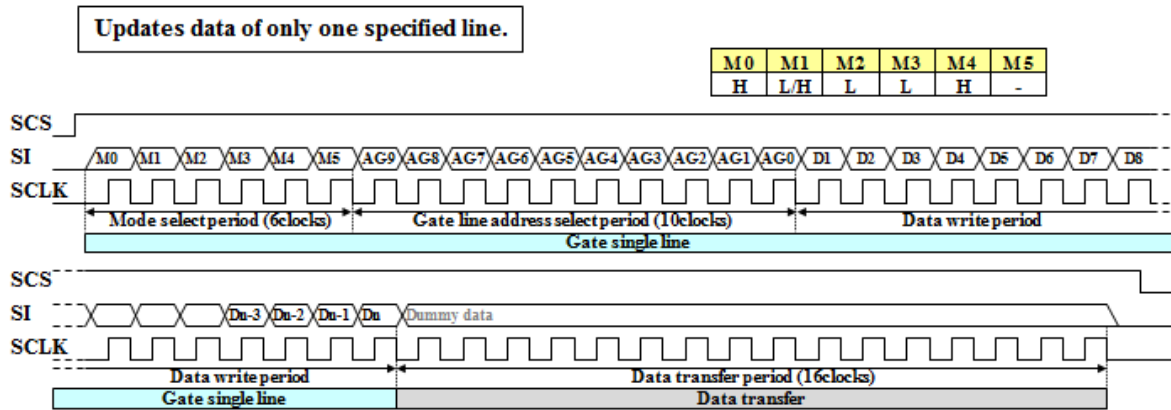 Updates data of only one specified line.
M0 M1 M2 M3 M4 M5
H L/H L L H -
SCS
SI M0 M1 M2 M3 M4 M5 AG9 AG8 AG7 AG6 AG5 AG4 AG3 AG2 AG1 AG0 D1 D2 D3 D4 D5 D6 D7 D8
SCLK
Mode select period (6clocks) Gate line address select period (10clocks) Data write period
Gate single line
SCS
SI Dn-3 Dn-2 Dn-1 Dn Dummy data
SCLK
Data write period Data transfer period (16clocks)
Gate single line Data transfer